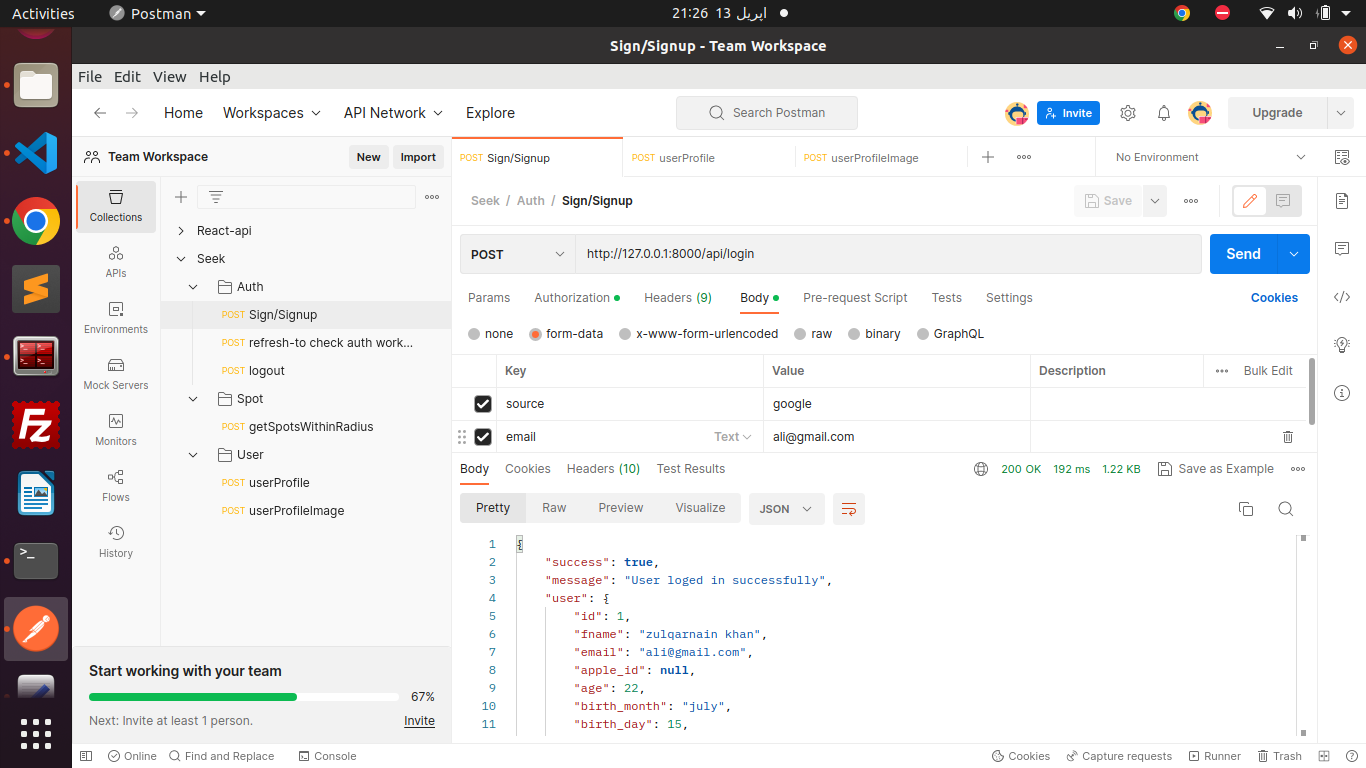 Activities
Postman
21:26 13 اپریل
Sign/Signup - Team Workspace
File Edit View Help
Home Workspaces API Network Explore
Search Postman
Invite
Upgrade
Team Workspace
New Import
POST Sign/Signup
POST userProfile
POST userProfileImage
No Environment
Collections
APIs
Environments
Mock Servers
Monitors
Flows
History
React-api
Seek
Auth
POST Sign/Signup
POST refresh-to check auth work...
POST logout
Spot
POST getSpotsWithinRadius
User
POST userProfile
POST userProfileImage
Start working with your team
67%
Next: Invite at least 1 person. Invite
Seek / Auth / Sign/Signup
Save
POST http://127.0.0.1:8000/api/login
Send
Params Authorization Headers (9) Body Pre-request Script Tests Settings Cookies
none form-data x-www-form-urlencoded raw binary GraphQL
Key Value Description Bulk Edit
source google
email Text ali@gmail.com
Body Cookies Headers (10) Test Results 200 OK 192 ms 1.22 KB Save as Example
Pretty Raw Preview Visualize JSON
1 {
2 "success": true,
3 "message": "User loged in successfully",
4 "user": {
5 "id": 1,
6 "fname": "zulqarnain khan",
7 "email": "ali@gmail.com",
8 "apple_id": null,
9 "age": 22,
10 "birth_month": "july",
11 "birth_day": 15,
Online Find and Replace Console Cookies Capture requests Runner Trash